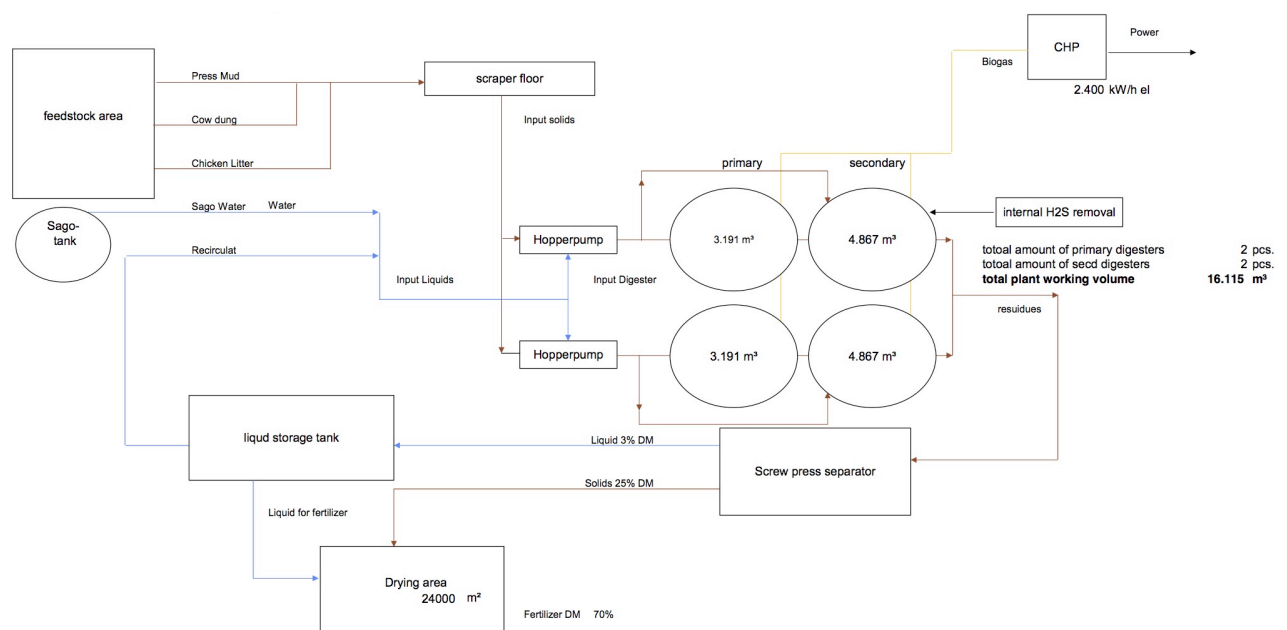 CHP
Power
Biogas
2.400 kW/h el
feedstock area
Press Mud
Cow dung
Chicken Litter
scraper floor
Input solids
primary
secondary
Sago-
tank
Sago Water
Water
Recirculat
Input Liquids
Hopperpump
Input Digester
3.191 m³
4.867 m³
internal H2S removal
totoal amount of primary digesters 2 pcs.
totoal amount of secd digesters 2 pcs.
total plant working volume 16.115 m³
resuidues
Hopperpump
3.191 m³
4.867 m³
liqud storage tank
Liquid 3% DM
Screw press separator
Solids 25% DM
Liquid for fertilizer
Drying area
24000 m²
Fertilizer DM 70%